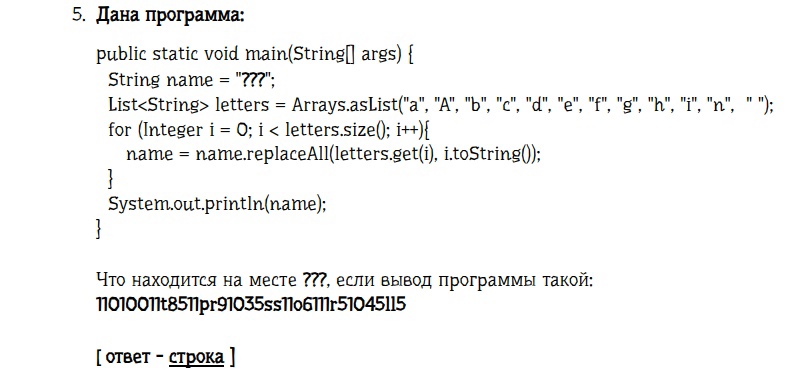 5. Дана программа:
public static void main(String[] args) {
String name = "???";
List<String> letters = Arrays.asList("a", "A", "b", "c", "d", "e", "f", "g", "h", "i", "n", " ");
for (Integer i = 0; i < letters.size(); i++){
name = name.replaceAll(letters.get(i), i.toString());
}
System.out.println(name);
}
Что находится на месте ???, если вывод программы такой:
11010011t8511pr91035ss11o6111r51045ll5
[ ответ - строка ]